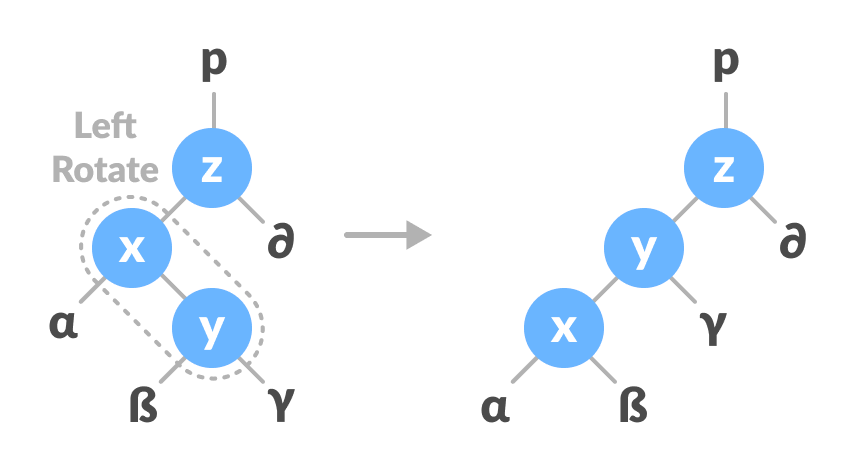 p
p
Left
Rotate
z
z
x
∂
y
∂
α
y
x
γ
ß
γ
α
ß